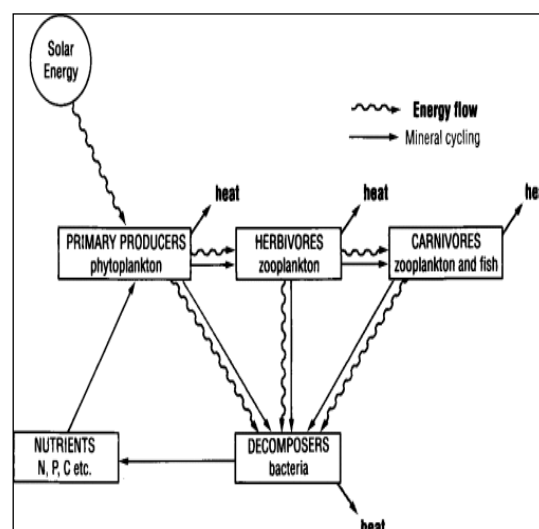 Solar
Energy
Energy flow
Mineral cycling
heat
heat
hea
PRIMARY PRODUCERS
phytoplankton
HERBIVORES
zooplankton
CARNIVORES
zooplankton and fish
NUTRIENTS
N, P, C etc.
DECOMPOSERS
bacteria
heat